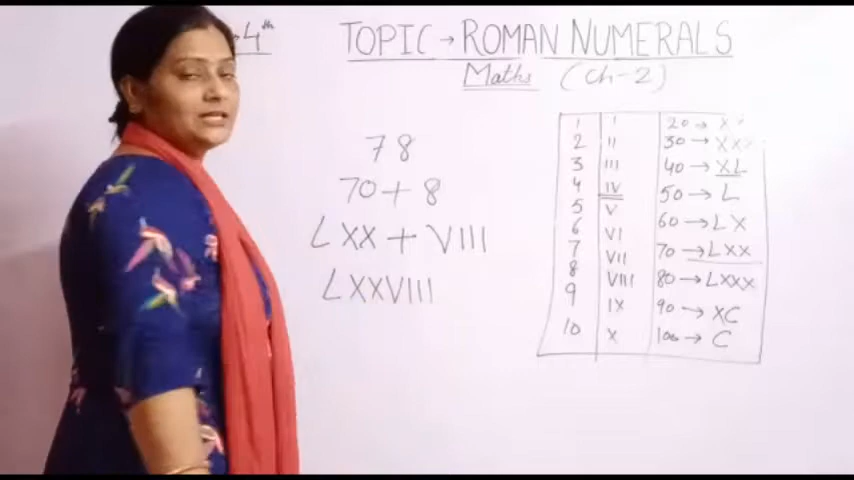 4th
TOPIC → ROMAN NUMERALS
Maths (Ch-2)
78
70 + 8
LXX + VIII
LXXVIII
1 I 20 → XX
2 II 30 → XXX
3 III 40 → XL
4 IV 50 → L
5 V 60 → LX
6 VI
7 VII 70 → LXX
8 VIII 80 → LXXX
9 IX 90 → XC
10 X 100 → C